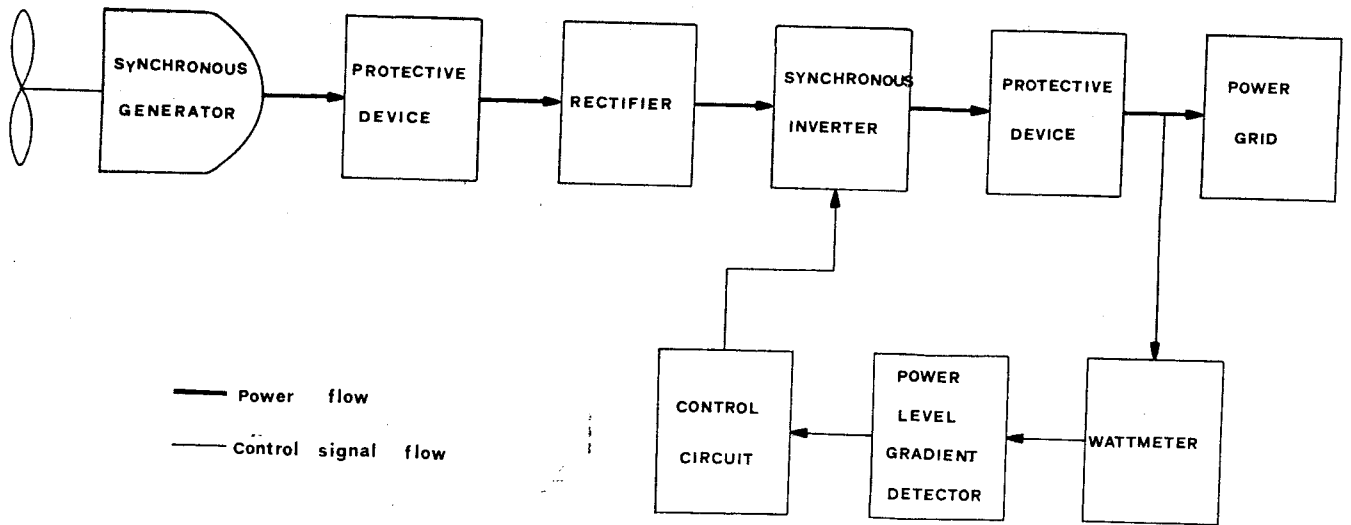 SYNCHRONOUS
GENERATOR
PROTECTIVE
DEVICE
RECTIFIER
SYNCHRONOUS
INVERTER
PROTECTIVE
DEVICE
POWER
GRID
CONTROL
CIRCUIT
POWER
LEVEL
GRADIENT
DETECTOR
WATTMETER
Power flow
Control signal flow